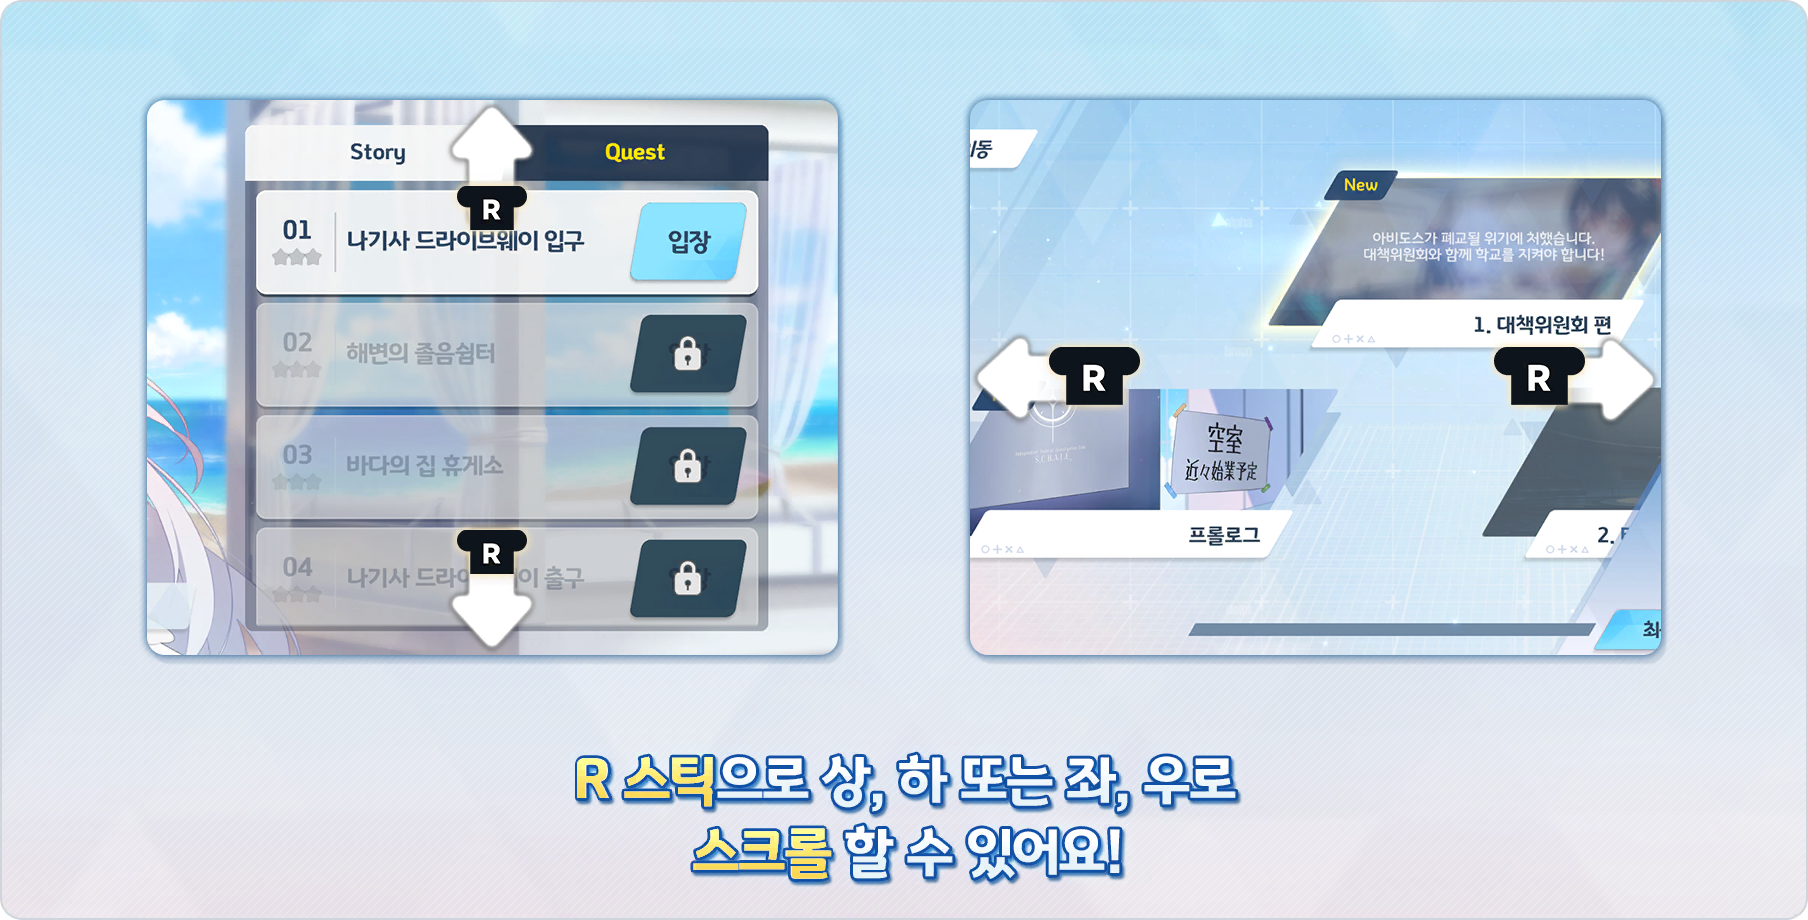 Story
Quest
R
01
나기사 드라이브웨이 입구
입장
02
해변의 졸음쉼터
03
바다의 집 휴게소
R
04
나기사 드라이 이 출구
이동
New
아비도스가 폐교될 위기에 처했습니다.
대책위원회와 함께 학교를 지켜야 합니다!
1. 대책위원회 편
R
R
空室
近々始業予定
S.CHALE
프롤로그
2.
R 스틱으로 상, 하 또는 좌, 우로
스크롤 할 수 있어요!